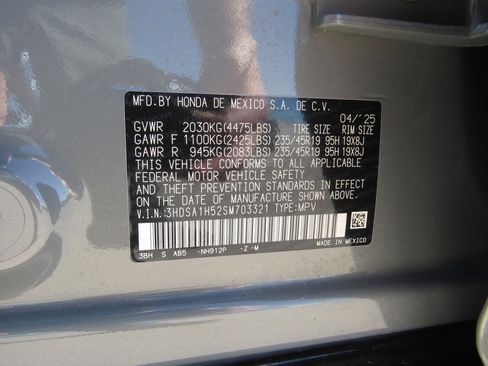 MFD.BY HONDA DE MEXICO S.A. DE C.V.
04/'25
GVWR 2030KG(4475LBS) TIRE SIZE RIM SIZE
GAWR F 1100KG(2425LBS) 235/45R19 95H 19X8J
GAWR R 945KG(2083LBS) 235/45R19 95H 19X8J
THIS VEHICLE CONFORMS TO ALL APPLICABLE
FEDERAL MOTOR VEHICLE SAFETY
AND THEFT PREVENTION STANDARDS IN EFFECT
ON THE DATE OF MANUFACTURE SHOWN ABOVE.
V.I.N.:3HDSA1H52SM703321 TYPE:MPV
3BH S AB5 -NH912P -Z -M
MADE IN MEXICO